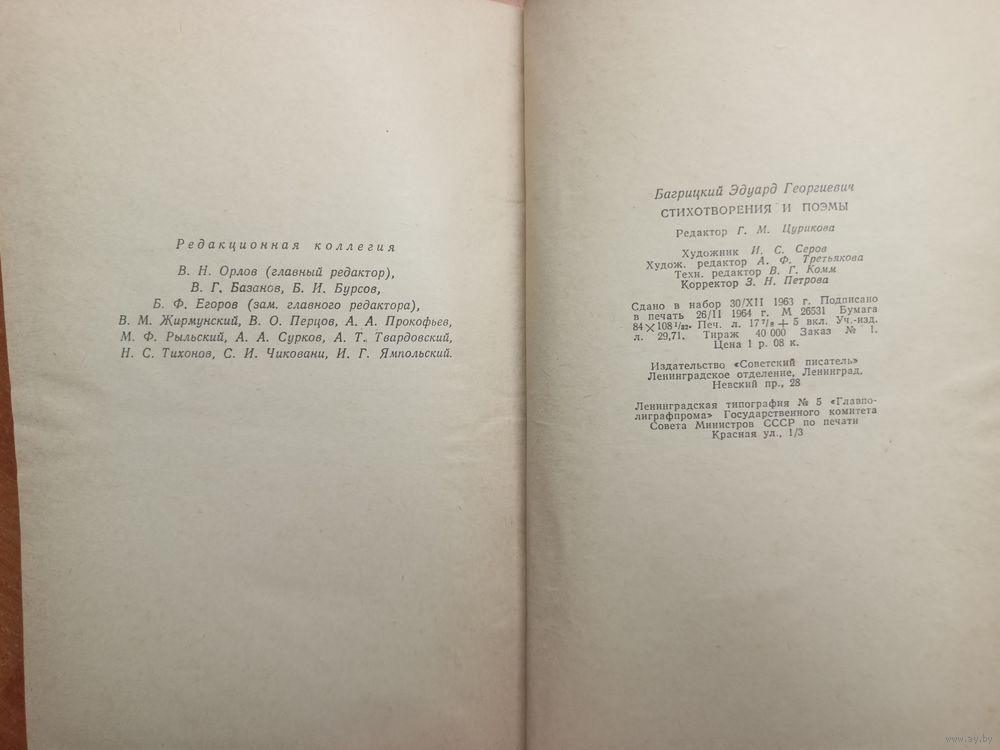 Редакционная коллегия
В. Н. Орлов (главный редактор),
В. Г. Базанов, Б. И. Бурсов,
Б. Ф. Егоров (зам. главного редактора),
В. М. Жирмунский, В. О. Перцов, А. А. Прокофьев,
М. Ф. Рыльский, А. А. Сурков, А. Т. Твардовский,
Н. С. Тихонов, С. И. Чиковани, И. Г. Ямпольский.
Багрицкий Эдуард Георгиевич
СТИХОТВОРЕНИЯ И ПОЭМЫ
Редактор Г. М. Цурикова
Художник И. С. Серов
Худож. редактор А. Ф. Третьякова
Техн. редактор В. Г. Комм
Корректор З. Н. Петрова
Сдано в набор 30/XII 1963 г. Подписано
в печать 26/II 1964 г. М 26531 Бумага
84×108 1/32. Печ. л. 17 7/8 + 5 вкл. Уч.-изд.
л. 29,71. Тираж 40 000 Заказ № 1.
Цена 1 р. 08 к.
Издательство «Советский писатель»
Ленинградское отделение, Ленинград.
Невский пр., 28
Ленинградская типография № 5 «Главпо-
лиграфпрома» Государственного комитета
Совета Министров СССР по печати
Красная ул., 1/3
www.ay.by